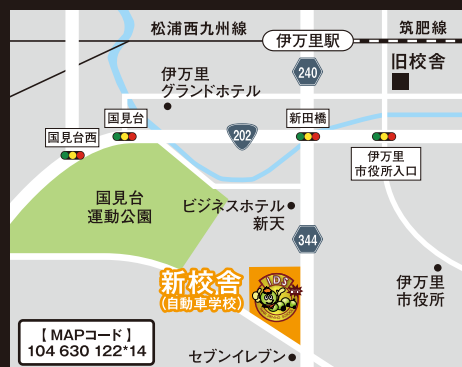 松浦西九州線
筑肥線
伊万里駅
240
旧校舎
伊万里
グランドホテル
国見台
新田橋
国見台西
202
伊万里
市役所入口
国見台
運動公園
ビジネスホテル
新天
344
新校舎
(自動車学校)
IDS
伊万里
市役所
【 MAPコード 】
104 630 122*14
セブンイレブン